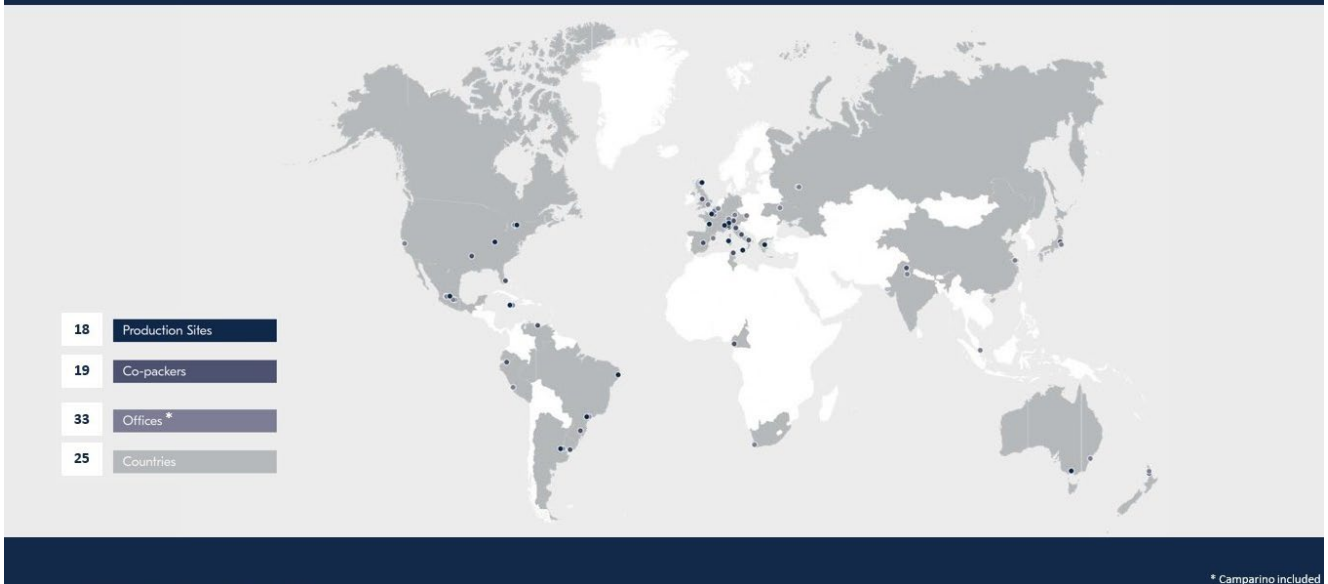 18 Production Sites
19 Co-packers
33 Offices *
25 Countries
* Camparino included